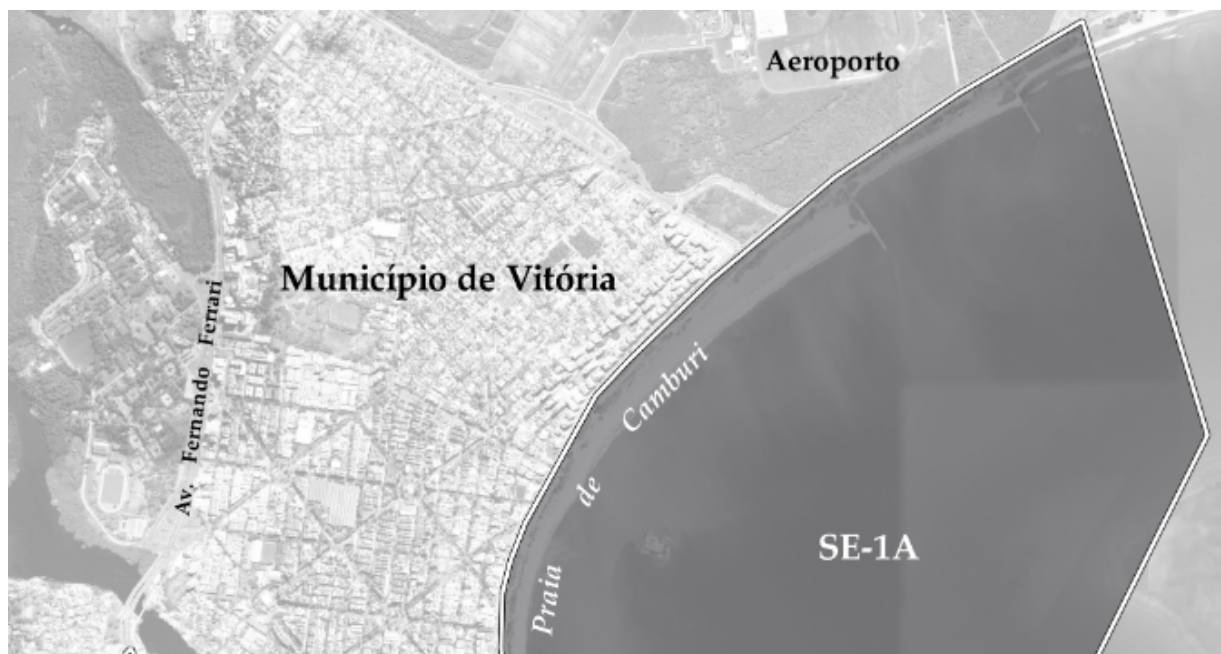 Aeroporto
Município de Vitória
Av. Fernando Ferrari
Praia de Camburi
SE-1A